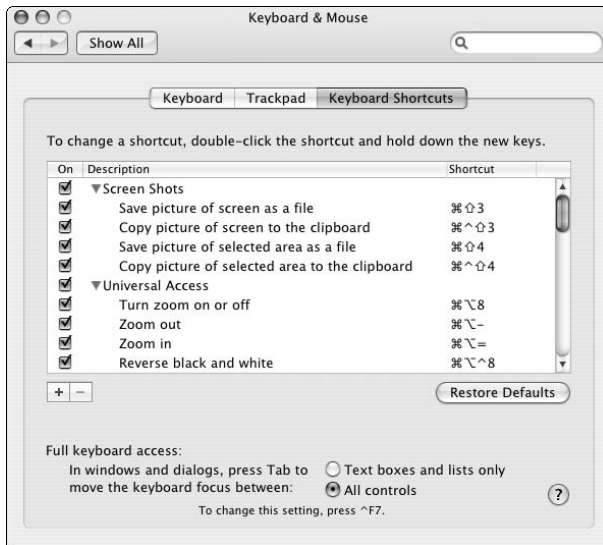 Keyboard & Mouse
Show All
Keyboard Trackpad Keyboard Shortcuts
To change a shortcut, double-click the shortcut and hold down the new keys.
On Description Shortcut
Screen Shots
Save picture of screen as a file ⌘⇧3
Copy picture of screen to the clipboard ⌘^⇧3
Save picture of selected area as a file ⌘⇧4
Copy picture of selected area to the clipboard ⌘^⇧4
Universal Access
Turn zoom on or off ⌘⌥8
Zoom out ⌘⌥-
Zoom in ⌘⌥=
Reverse black and white ⌘⌥^8
+ - Restore Defaults
Full keyboard access:
In windows and dialogs, press Tab to Text boxes and lists only
move the keyboard focus between: All controls
To change this setting, press ^F7.
?